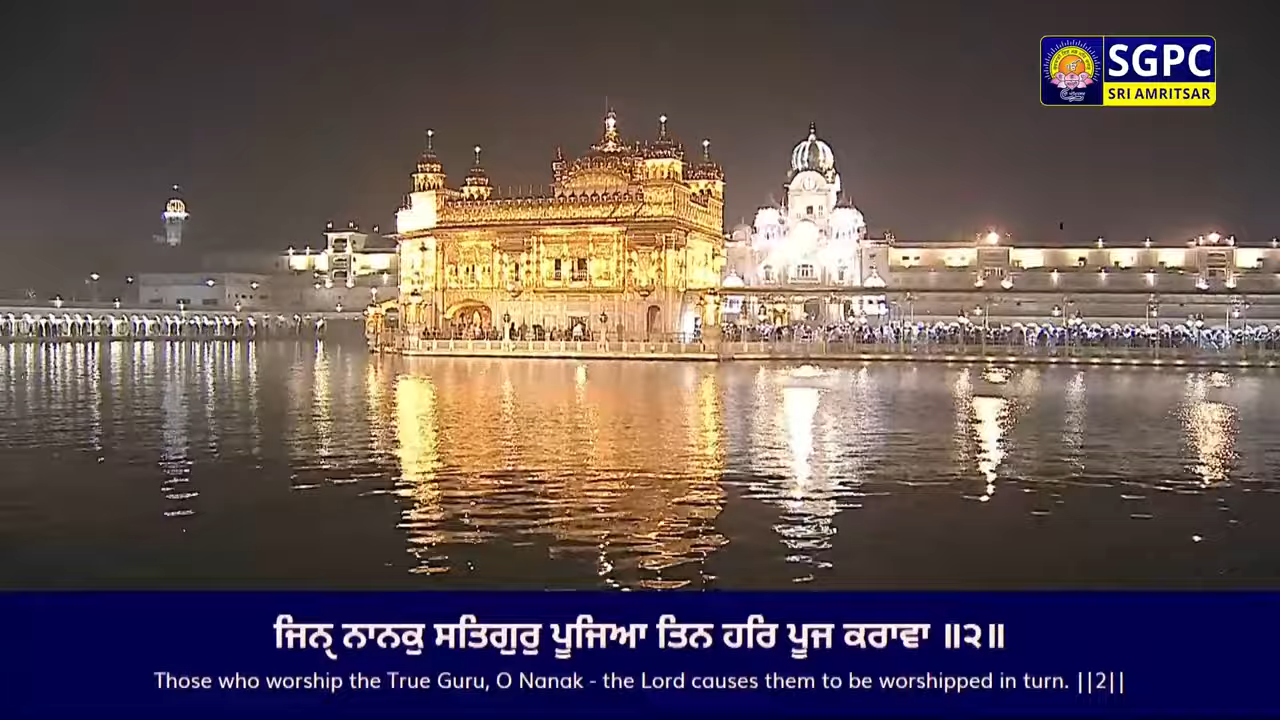 SGPC
SRI AMRITSAR
ਜਿਨੑ ਨਾਨਕੁ ਸਤਿਗੁਰੁ ਪੂਜਿਆ ਤਿਨ ਹਰਿ ਪੂਜ ਕਰਾਵਾ ॥੨॥
Those who worship the True Guru, O Nanak - the Lord causes them to be worshipped in turn. ||2||